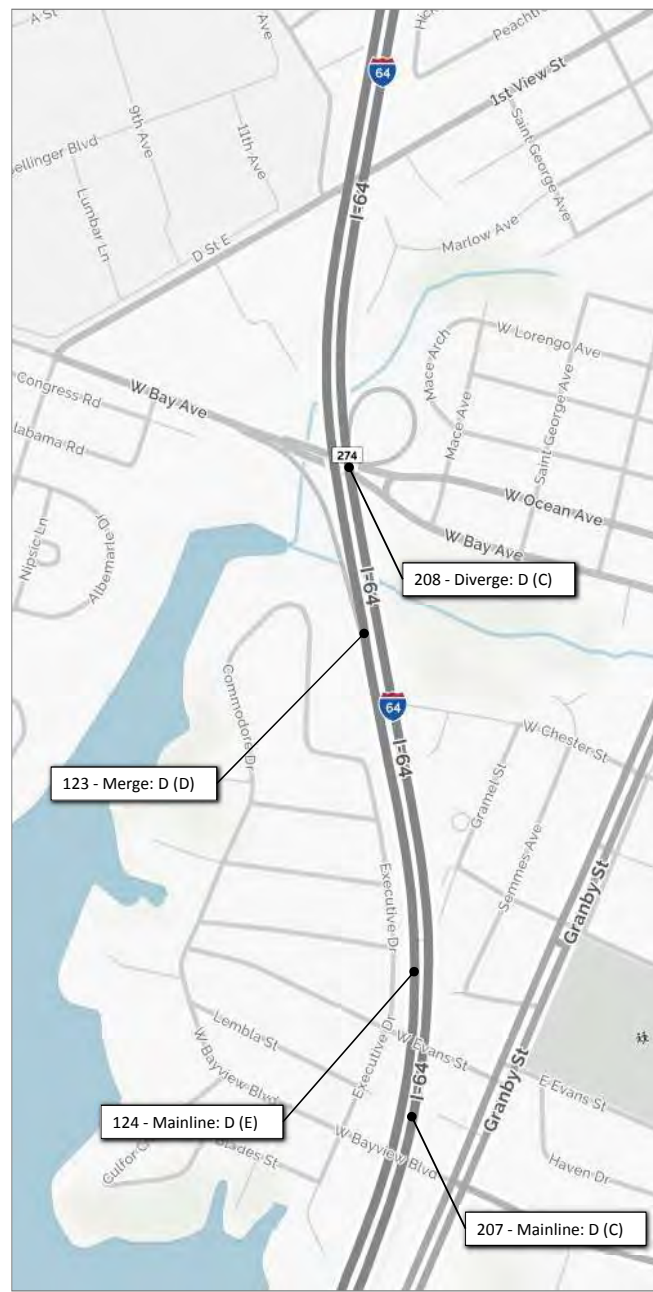 A St
Ave
Peachtr
64
1st View St
9th Ave
11th Ave
Saint George Ave
ellinger Blvd
Lumbar Ln
I-64
D St E
Marlow Ave
W Lorengo Ave
Mace Arch
Mace Ave
Saint George Ave
Congress Rd
W Bay Ave
labama Rd
274
W Ocean Ave
W Bay Ave
Nipsic Ln
Albemarle Dr
208 - Diverge: D (C)
I-64
Commodore Dr
64
I-64
W Chester St
123 - Merge: D (D)
Gramel St
Semmes Ave
Granby St
Executive Dr
Lembla St
W Evans St
Executive Dr
I-64
Granby St
E Evans St
W Bayview Blvd
124 - Mainline: D (E)
W Bayview Blvd
Haven Dr
Culfor C
lades St
207 - Mainline: D (C)